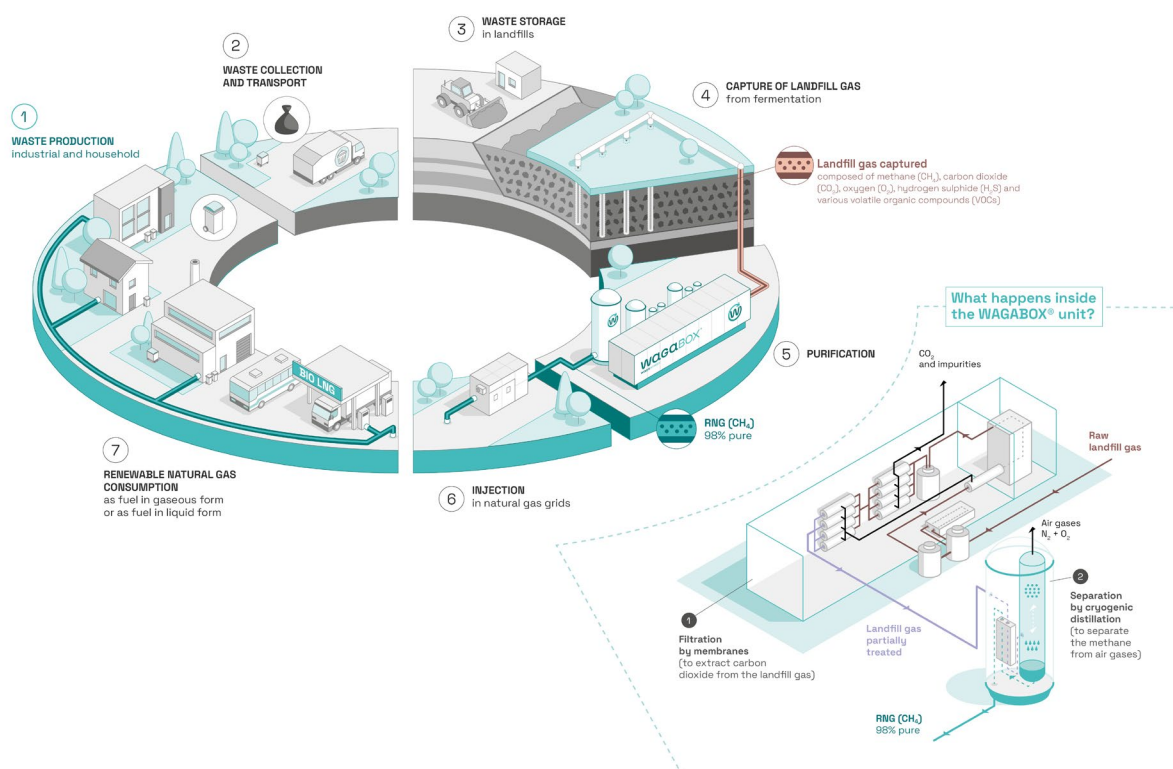 1
WASTE PRODUCTION
industrial and household
2
WASTE COLLECTION
AND TRANSPORT
3
WASTE STORAGE
in landfills
4
CAPTURE OF LANDFILL GAS
from fermentation
Landfill gas captured
composed of methane (CH₄), carbon dioxide
(CO₂), oxygen (O₂), hydrogen sulphide (H₂S) and
various volatile organic compounds (VOCs)
W
W
WAGABOX
5
PURIFICATION
RNG (CH₄)
98% pure
6
INJECTION
in natural gas grids
BIO LNG
7
RENEWABLE NATURAL GAS
CONSUMPTION
as fuel in gaseous form
or as fuel in liquid form
What happens inside
the WAGABOX® unit?
CO₂
and impurities
Raw
landfill gas
Air gases
N₂ + O₂
1
Filtration
by membranes
(to extract carbon
dioxide from the landfill gas)
Landfill gas
partially
treated
2
Separation
by cryogenic
distillation
(to separate
the methane
from air gases)
RNG (CH₄)
98% pure